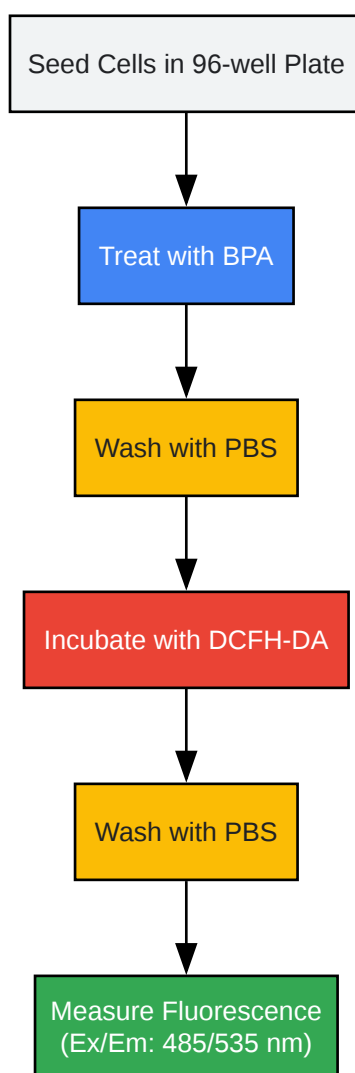 Seed Cells in 96-well Plate
Treat with BPA
Wash with PBS
Incubate with DCFH-DA
Wash with PBS
Measure Fluorescence
(Ex/Em: 485/535 nm)